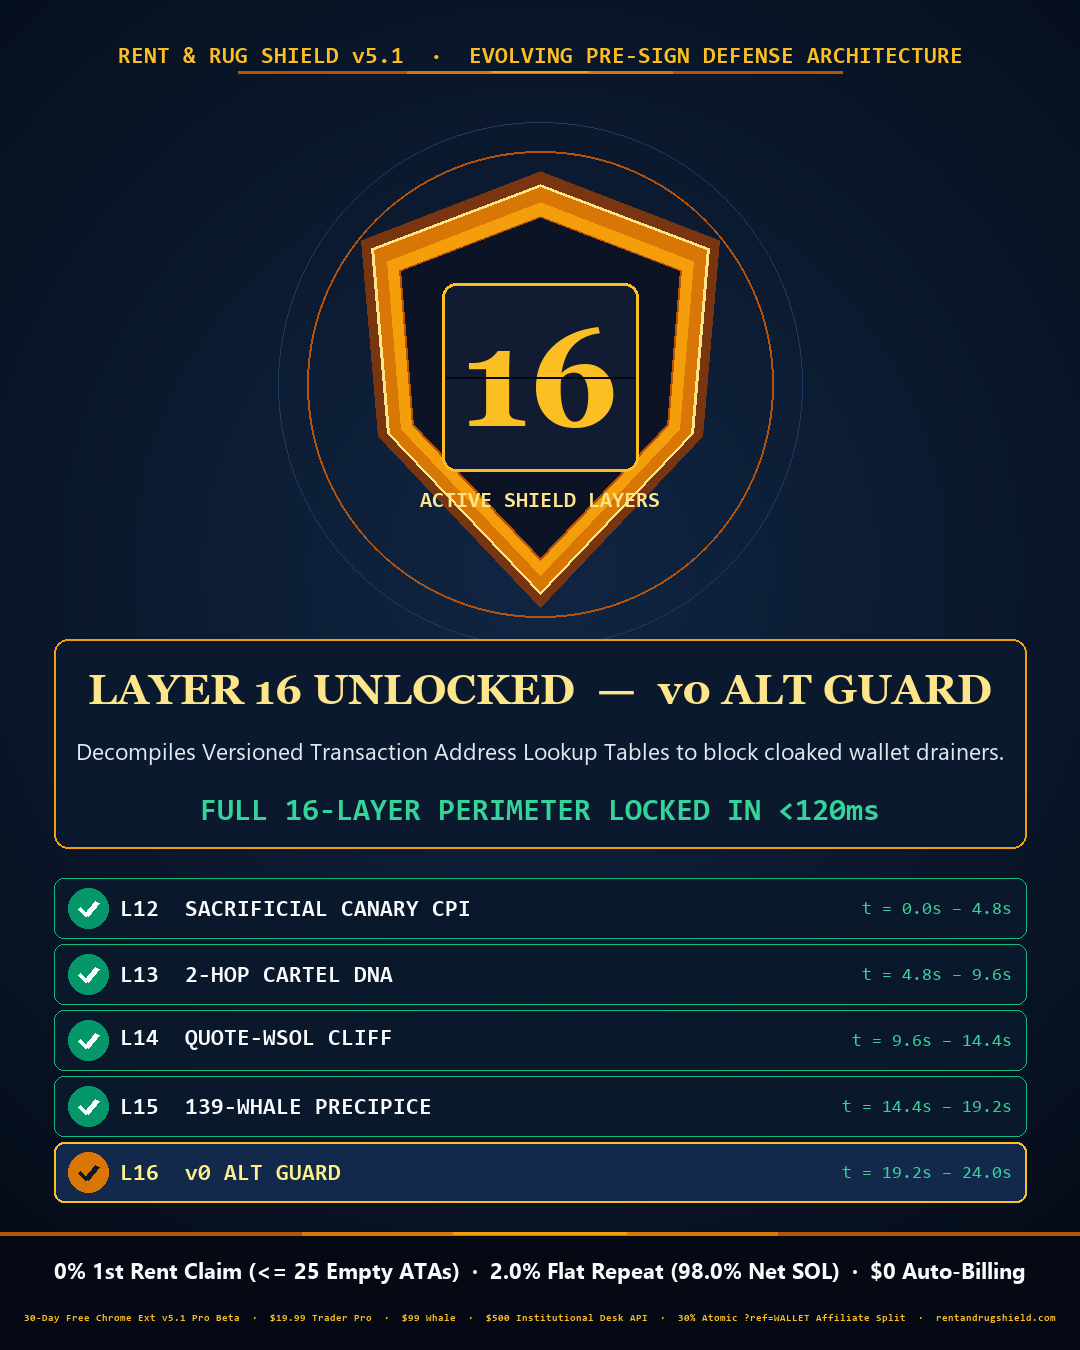 RENT & RUG SHIELD v5.1 · EVOLVING PRE-SIGN DEFENSE ARCHITECTURE
16
ACTIVE SHIELD LAYERS
LAYER 16 UNLOCKED — v0 ALT GUARD
Decompiles Versioned Transaction Address Lookup Tables to block cloaked wallet drainers.
FULL 16-LAYER PERIMETER LOCKED IN <120ms
L12 SACRIFICIAL CANARY CPI t = 0.0s – 4.8s
L13 2-HOP CARTEL DNA t = 4.8s – 9.6s
L14 QUOTE-WSOL CLIFF t = 9.6s – 14.4s
L15 139-WHALE PRECIPICE t = 14.4s – 19.2s
L16 v0 ALT GUARD t = 19.2s – 24.0s
0% 1st Rent Claim (<= 25 Empty ATAs) · 2.0% Flat Repeat (98.0% Net SOL) · $0 Auto-Billing
30-Day Free Chrome Ext v5.1 Pro Beta · $19.99 Trader Pro · $99 Whale · $500 Institutional Desk API · 30% Atomic ?ref=WALLET Affiliate Split · rentandrugshield.com